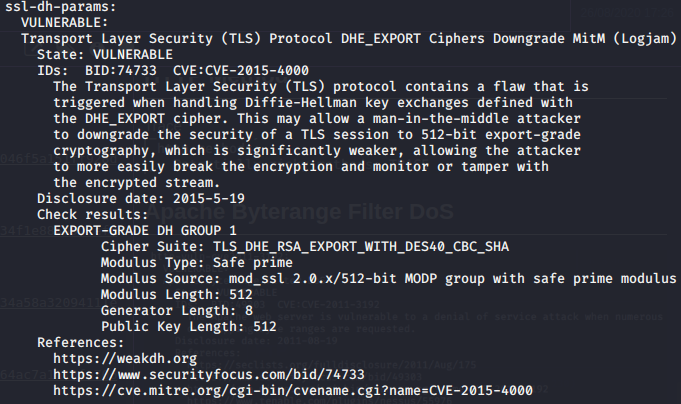 ssl-dh-params:
VULNERABLE:
Transport Layer Security (TLS) Protocol DHE_EXPORT Ciphers Downgrade MitM (Logjam)
State: VULNERABLE
IDs:  BID:74733  CVE:CVE-2015-4000
The Transport Layer Security (TLS) protocol contains a flaw that is
triggered when handling Diffie-Hellman key exchanges defined with
the DHE_EXPORT cipher. This may allow a man-in-the-middle attacker
to downgrade the security of a TLS session to 512-bit export-grade
cryptography, which is significantly weaker, allowing the attacker
to more easily break the encryption and monitor or tamper with
the encrypted stream.
Disclosure date: 2015-5-19
Check results:
Apache Byterange Filter DoS
EXPORT-GRADE DH GROUP 1
Cipher Suite: TLS_DHE_RSA_EXPORT_WITH_DES40_CBC_SHA
Modulus Type: Safe prime
Modulus Source: mod_ssl 2.0.x/512-bit MODP group with safe prime modulus
Modulus Length: 512
Generator Length: 8
Public Key Length: 512
References:
https://weakdh.org
https://www.securityfocus.com/bid/74733
https://cve.mitre.org/cgi-bin/cvename.cgi?name=CVE-2015-4000